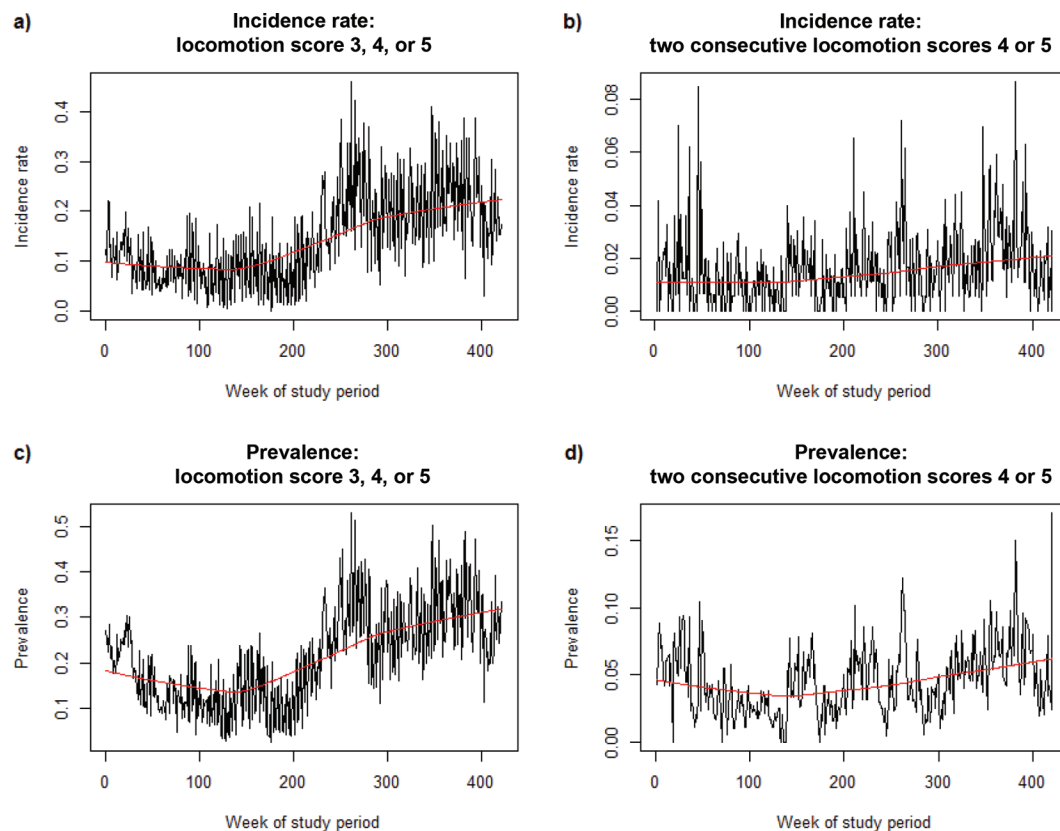 a)
Incidence rate:
locomotion score 3, 4, or 5
Incidence rate
0.4
0.3
0.2
0.1
0.0
0 100 200 300 400
Week of study period
b)
Incidence rate:
two consecutive locomotion scores 4 or 5
Incidence rate
0.08
0.06
0.04
0.02
0.00
0 100 200 300 400
Week of study period
c)
Prevalence:
locomotion score 3, 4, or 5
Prevalence
0.5
0.4
0.3
0.2
0.1
0 100 200 300 400
Week of study period
d)
Prevalence:
two consecutive locomotion scores 4 or 5
Prevalence
0.15
0.10
0.05
0.00
0 100 200 300 400
Week of study period